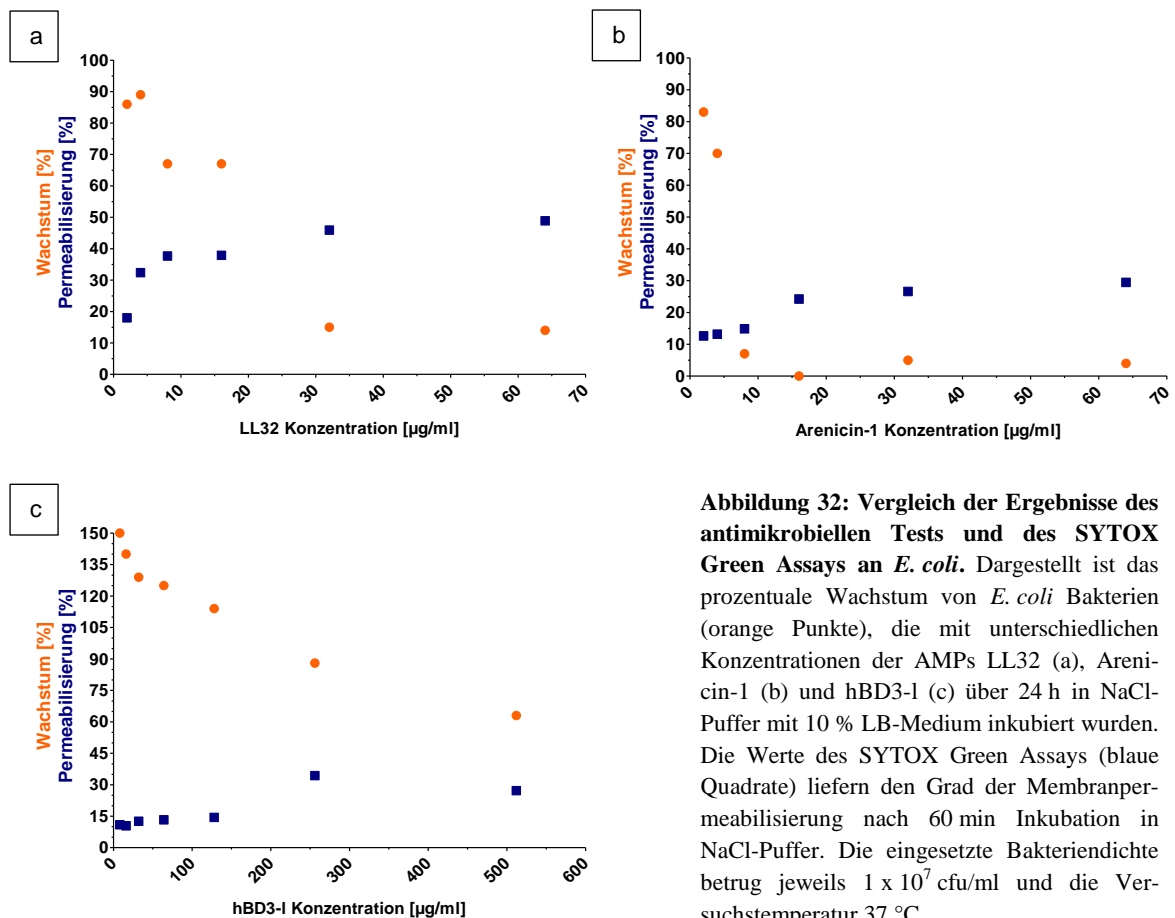 a
100
90
80
70
60
50
40
30
20
10
0
Wachstum [%]
Permeabilisierung [%]
0 10 20 30 40 50 60 70
LL32 Konzentration [µg/ml]
b
100
90
80
70
60
50
40
30
20
10
0
Wachstum [%]
Permeabilisierung [%]
0 10 20 30 40 50 60 70
Arenicin-1 Konzentration [µg/ml]
c
150
135
120
105
90
75
60
45
30
15
0
Wachstum [%]
Permeabilisierung [%]
0 100 200 300 400 500 600
hBD3-l Konzentration [µg/ml]
Abbildung 32: Vergleich der Ergebnisse des
antimikrobiellen Tests und des SYTOX
Green Assays an E. coli. Dargestellt ist das
prozentuale Wachstum von E. coli Bakterien
(orange Punkte), die mit unterschiedlichen
Konzentrationen der AMPs LL32 (a), Areni-
cin-1 (b) und hBD3-l (c) über 24 h in NaCl-
Puffer mit 10 % LB-Medium inkubiert wurden.
Die Werte des SYTOX Green Assays (blaue
Quadrate) liefern den Grad der Membranper-
meabilisierung nach 60 min Inkubation in
NaCl-Puffer. Die eingesetzte Bakteriendichte
betrug jeweils 1 x 10⁷ cfu/ml und die Ver-
suchstemperatur 37 °C.